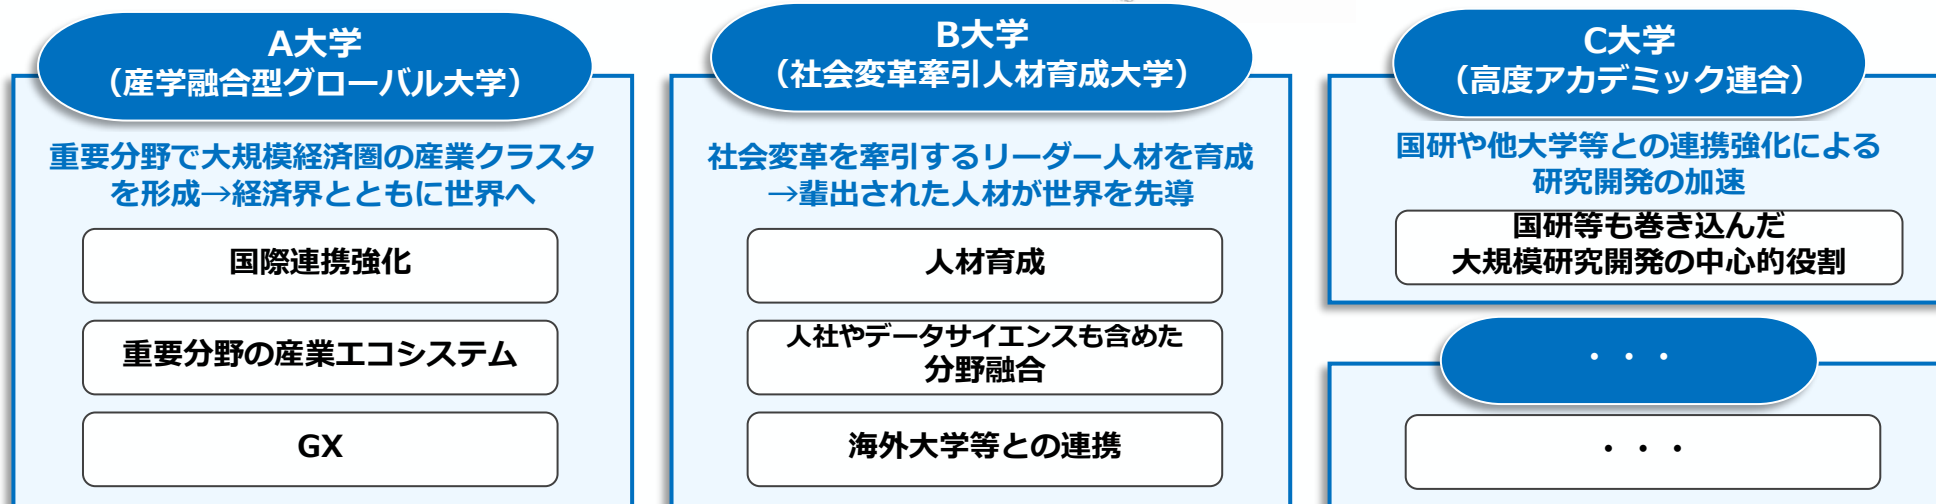 A大学
（産学融合型グローバル大学）
重要分野で大規模経済圏の産業クラスタ
を形成→経済界とともに世界へ
国際連携強化
重要分野の産業エコシステム
GX
B大学
（社会変革牽引人材育成大学）
社会変革を牽引するリーダー人材を育成
→輩出された人材が世界を先導
人材育成
人社やデータサイエンスも含めた
分野融合
海外大学等との連携
C大学
（高度アカデミック連合）
国研や他大学等との連携強化による
研究開発の加速
国研等も巻き込んだ
大規模研究開発の中心的役割
・・・
・・・